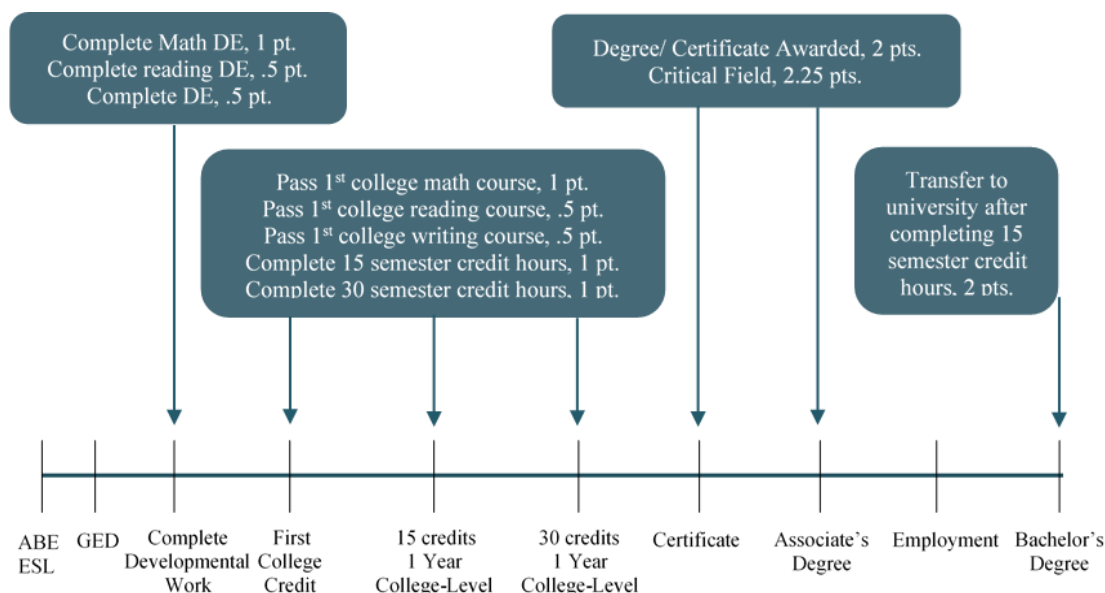 Complete Math DE, 1 pt.
Complete reading DE, .5 pt.
Complete DE, .5 pt.
Degree/ Certificate Awarded, 2 pts.
Critical Field, 2.25 pts.
Pass 1st college math course, 1 pt.
Pass 1st college reading course, .5 pt.
Pass 1st college writing course, .5 pt.
Complete 15 semester credit hours, 1 pt.
Complete 30 semester credit hours, 1 pt.
Transfer to
university after
completing 15
semester credit
hours, 2 pts.
ABE
ESL
GED
Complete
Developmental
Work
First
College
Credit
15 credits
1 Year
College-Level
30 credits
1 Year
College-Level
Certificate
Associate’s
Degree
Employment
Bachelor’s
Degree